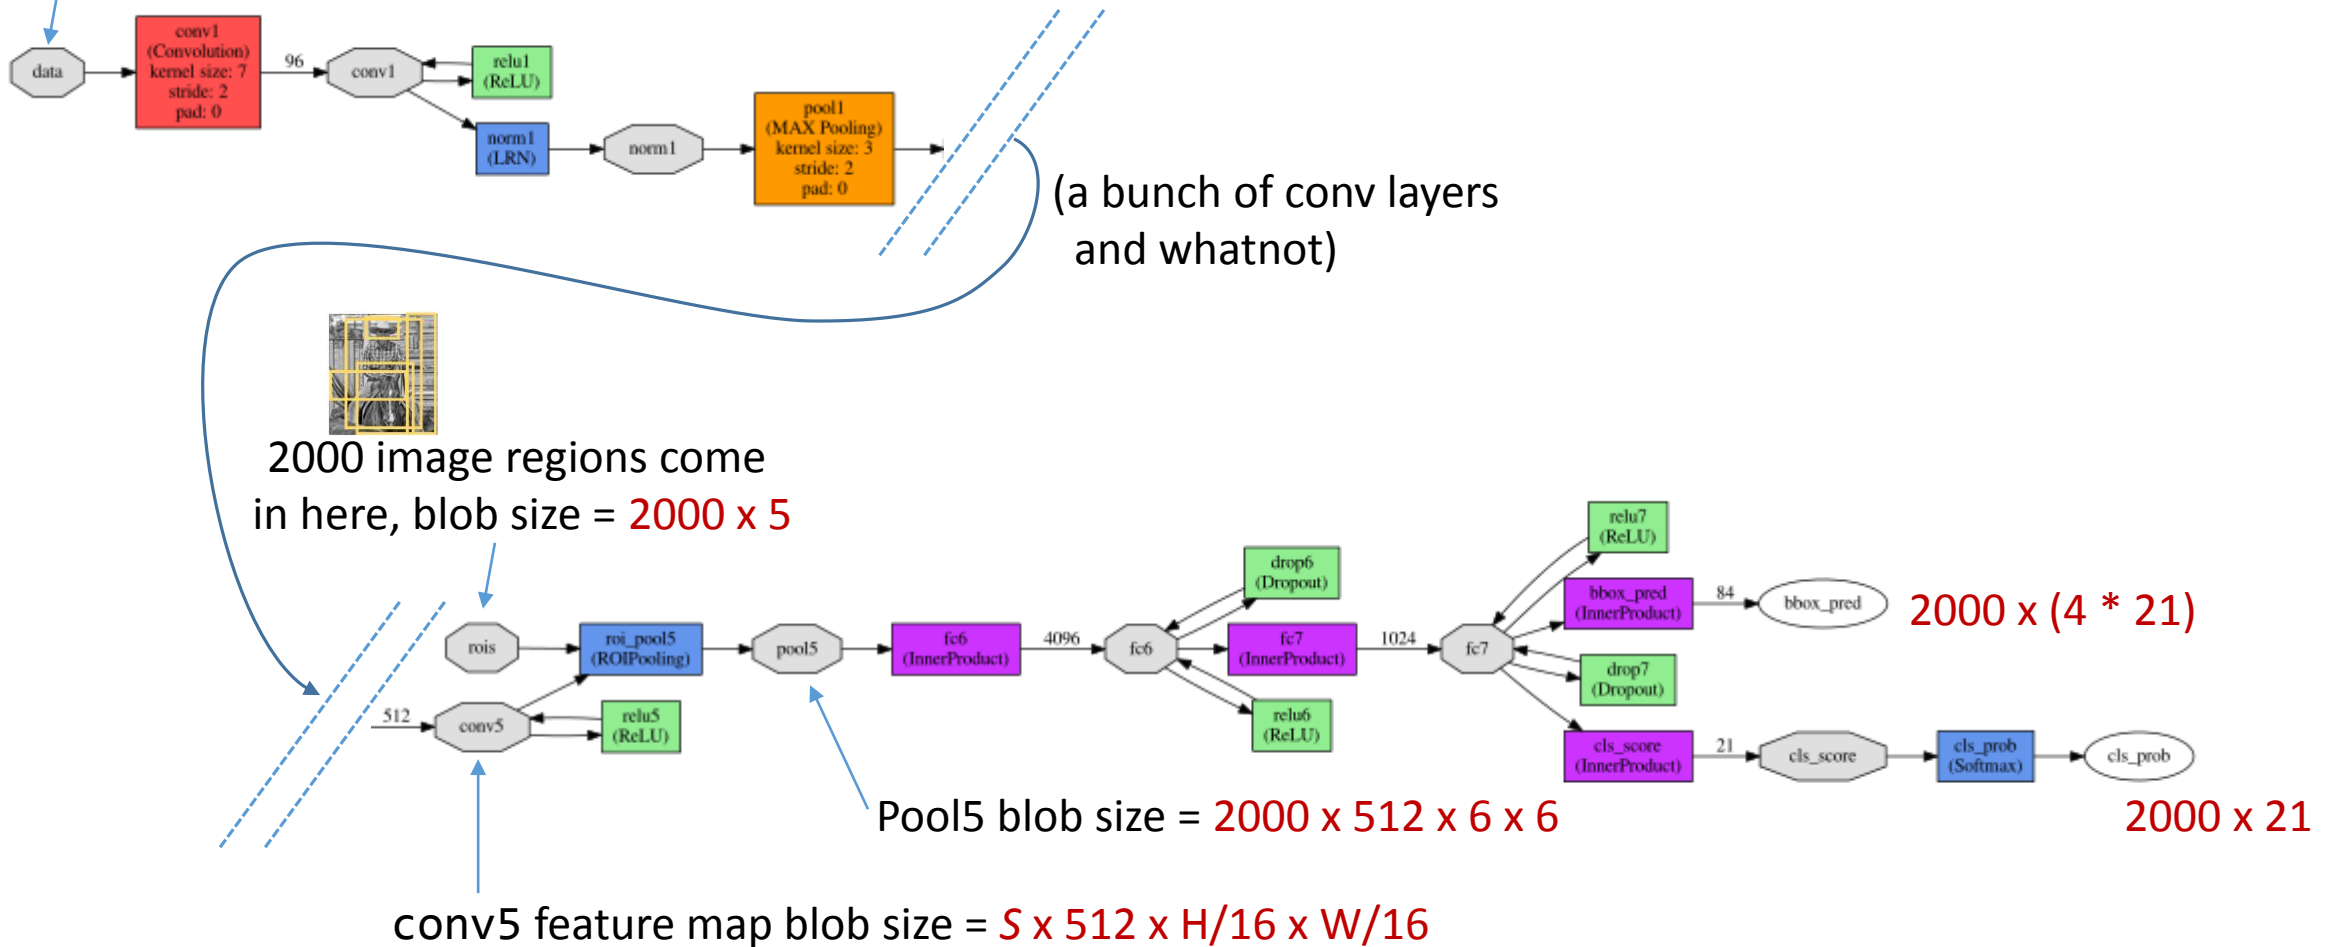 data
conv1
(Convolution)
kernel size: 7
stride: 2
pad: 0
96
conv1
relu1
(ReLU)
norm1
(LRN)
norm1
pool1
(MAX Pooling)
kernel size: 3
stride: 2
pad: 0
(a bunch of conv layers
and whatnot)
2000 image regions come
in here, blob size = 2000 x 5
rois
roi_pool5
(ROIPooling)
512
conv5
relu5
(ReLU)
pool5
fc6
(InnerProduct)
4096
fc6
drop6
(Dropout)
relu6
(ReLU)
fc7
(InnerProduct)
1024
fc7
relu7
(ReLU)
bbox_pred
(InnerProduct)
84
bbox_pred
2000 x (4 * 21)
drop7
(Dropout)
cls_score
(InnerProduct)
21
cls_score
cls_prob
(Softmax)
cls_prob
2000 x 21
Pool5 blob size = 2000 x 512 x 6 x 6
conv5 feature map blob size = S x 512 x H/16 x W/16